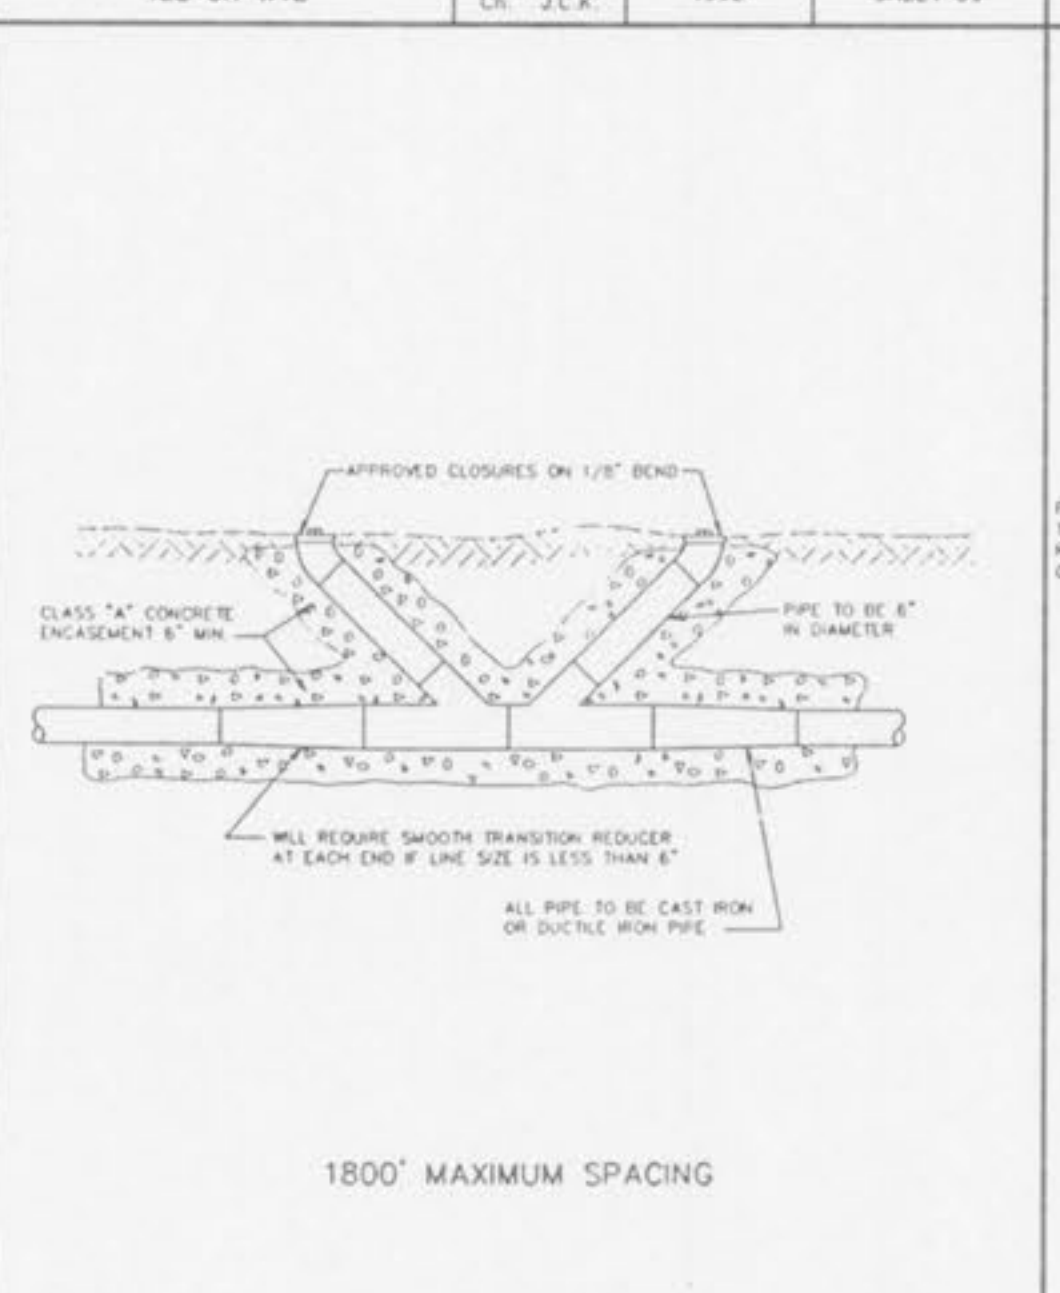 Ch. J.C.K.
APPROVED CLOSURES ON 1/8" BEND
CLASS "A" CONCRETE
ENCASEMENT 6" MIN.
PIPE TO BE 6"
IN DIAMETER
WILL REQUIRE SMOOTH TRANSITION REDUCER
AT EACH END IF LINE SIZE IS LESS THAN 6"
ALL PIPE TO BE CAST IRON
OR DUCTILE IRON PIPE
1800' MAXIMUM SPACING